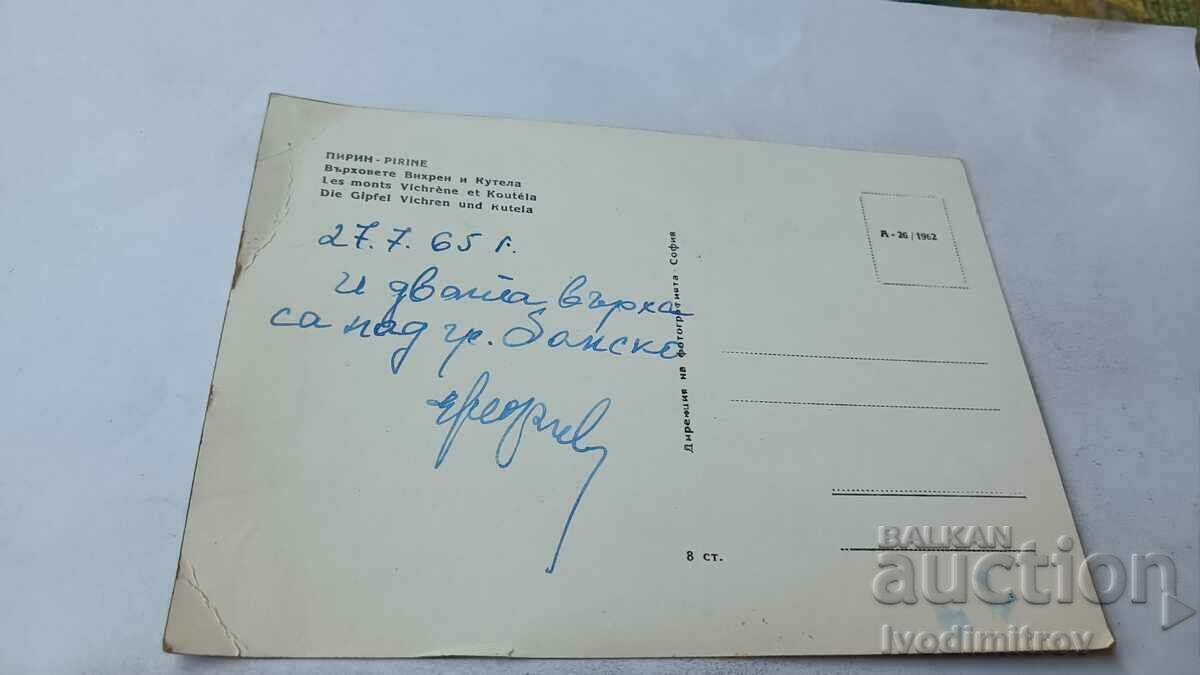 ПИРИН - PIRINE
Върховете Вихрен и Кутела
Les monts Vichrène et Koutéla
Die Gipfel Vichren und Kutela
27.7.65 г.
и двата върха
са над гр. Банско
Дирекция на фотографията · София
A - 26 / 1962
8 ст.
BALKAN
auction
Ivodimitrov